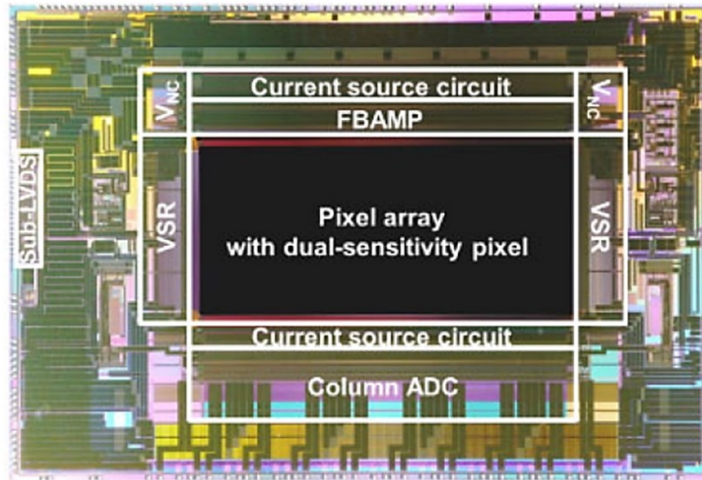 Current source circuit
V_NC
V_NC
FBAMP
Sub-LVDS
VSR
Pixel array
with dual-sensitivity pixel
VSR
Current source circuit
Column ADC